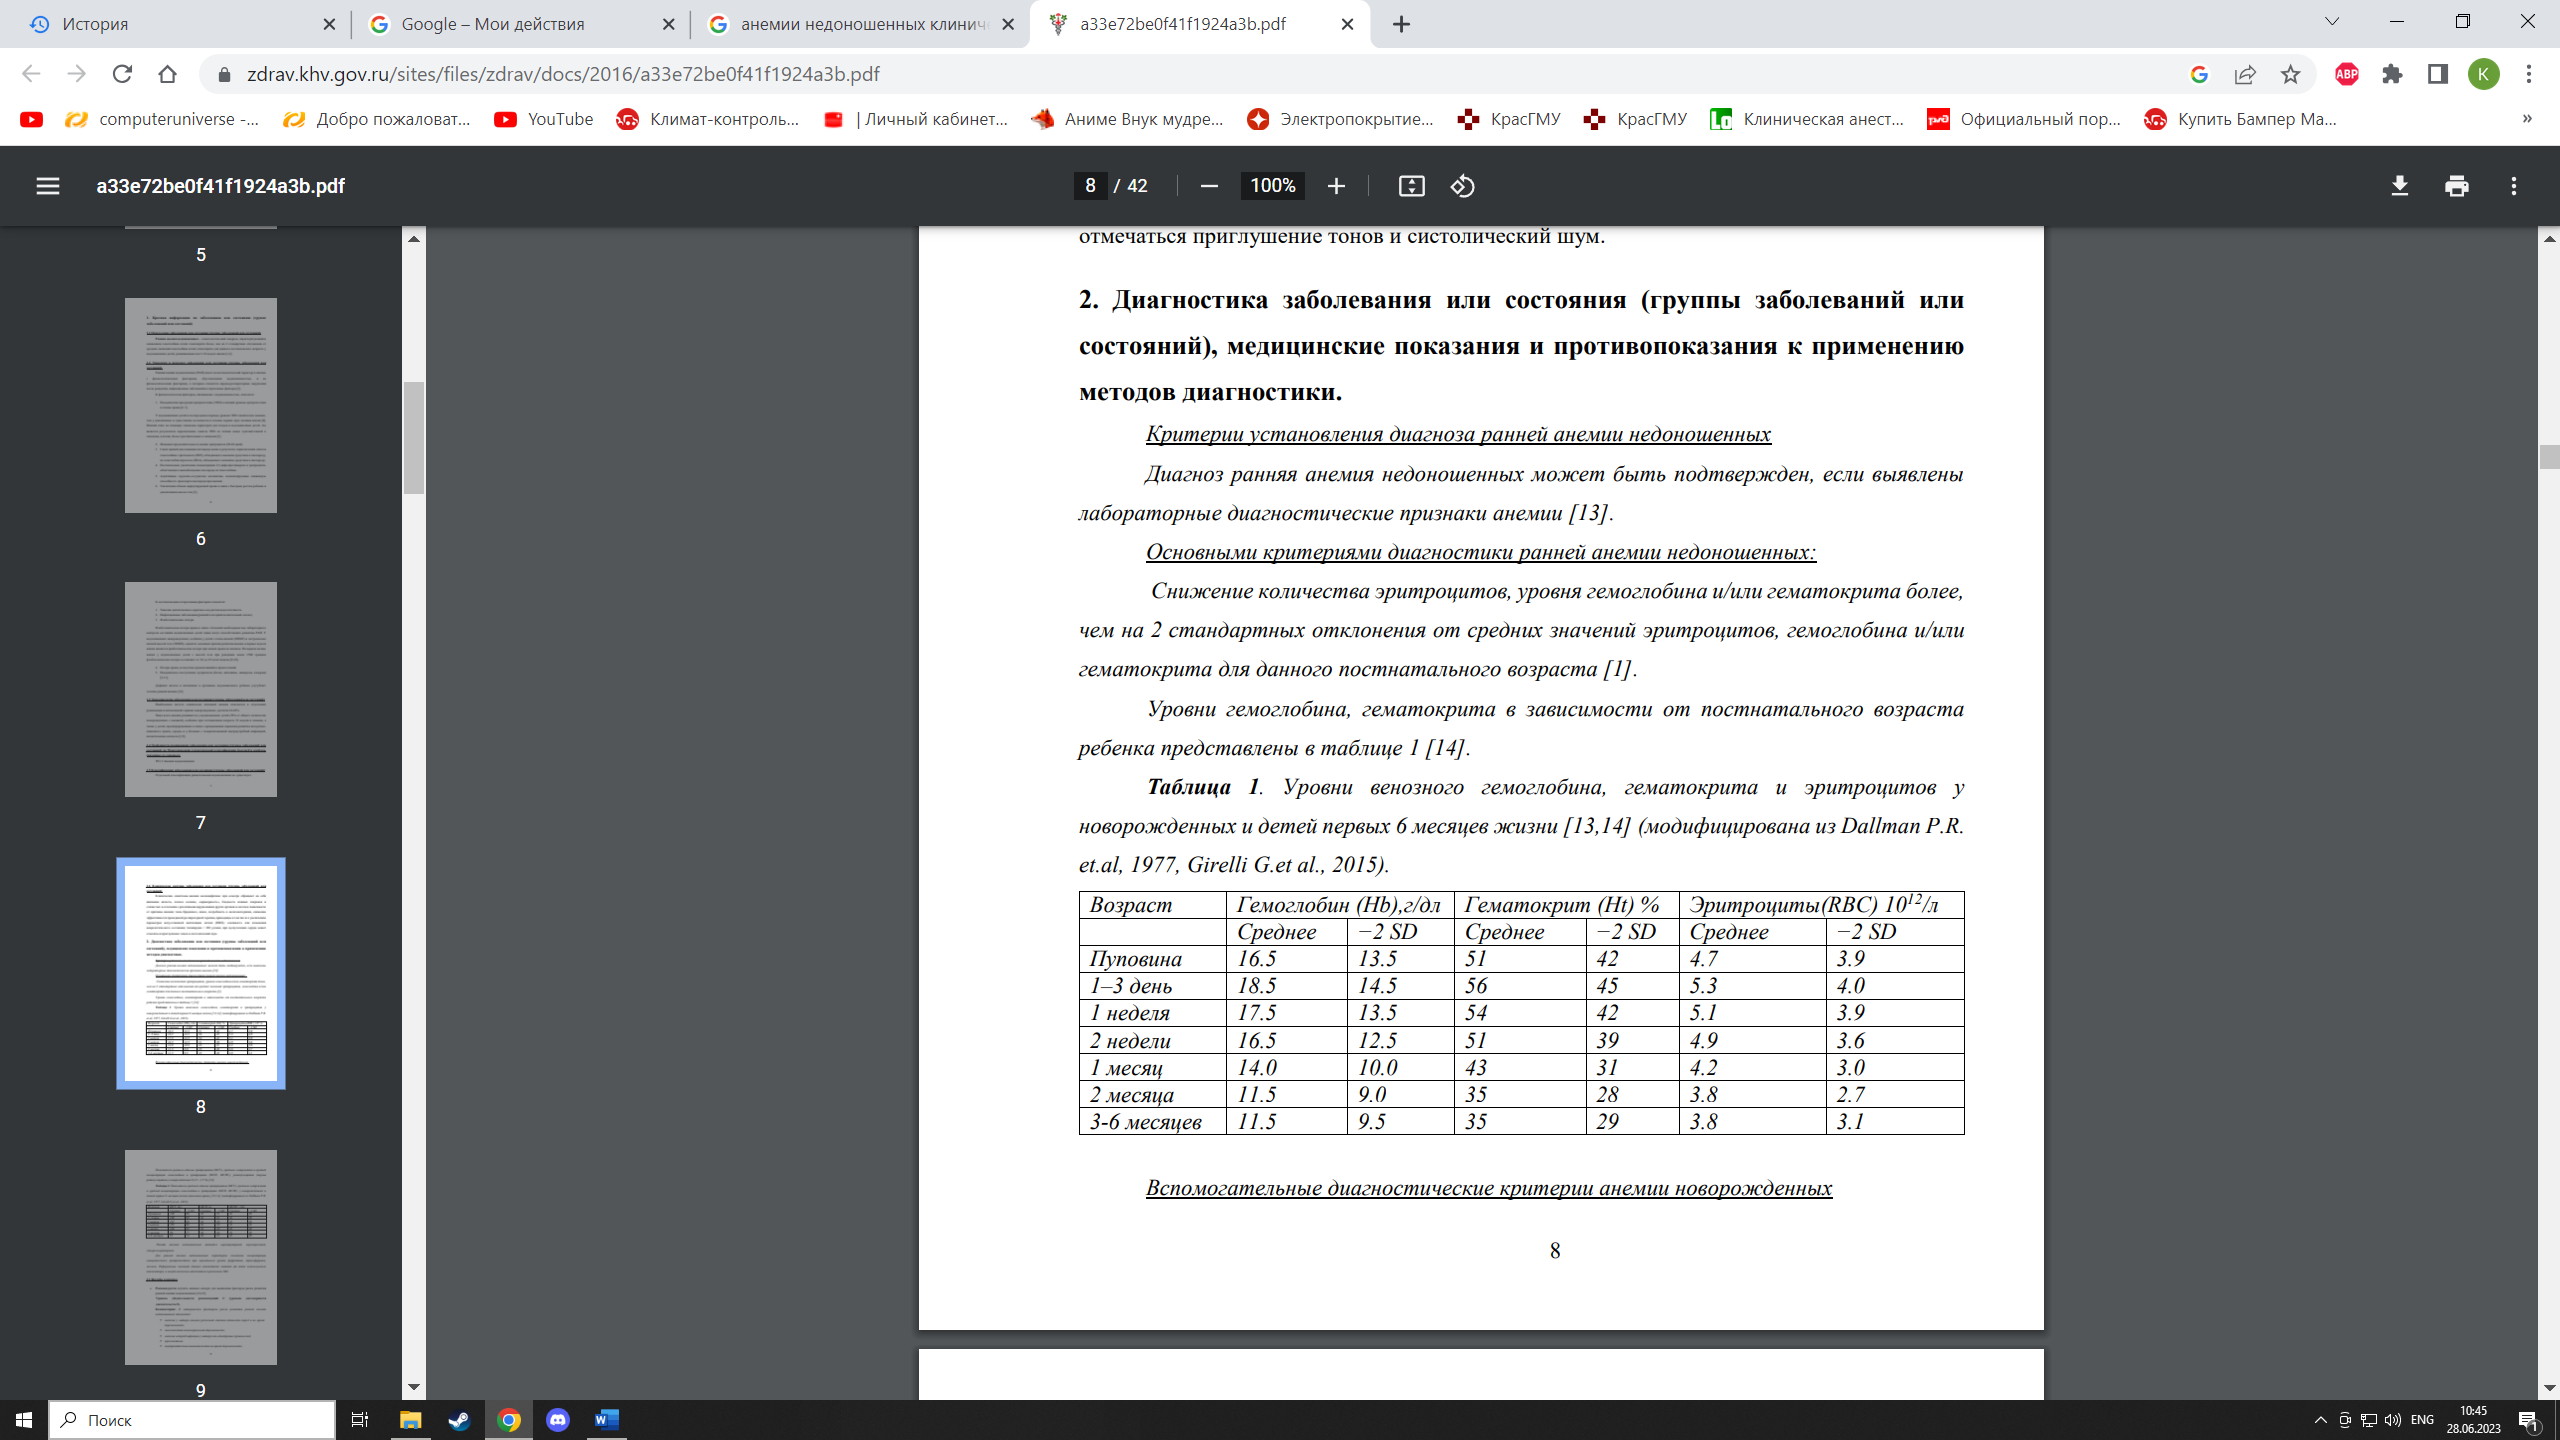 История
Google – Мои действия
анемии недоношенных клинич
a33e72be0f41f1924a3b.pdf
zdrav.khv.gov.ru/sites/files/zdrav/docs/2016/a33e72be0f41f1924a3b.pdf
ABP
K
computeruniverse -...
Добро пожаловат...
YouTube
Климат-контроль...
| Личный кабинет...
Аниме Внук мудре...
Электропокрытие...
КрасГМУ
КрасГМУ
Lo
Клиническая анест...
Официальный пор...
Купить Бампер Ма...
»
a33e72be0f41f1924a3b.pdf
8 / 42
100%
5
6
7
8
9
отмечаться приглушение тонов и систолический шум.
2. Диагностика заболевания или состояния (группы заболеваний или
состояний), медицинские показания и противопоказания к применению
методов диагностики.
Критерии установления диагноза ранней анемии недоношенных
Диагноз ранняя анемия недоношенных может быть подтвержден, если выявлены
лабораторные диагностические признаки анемии [13].
Основными критериями диагностики ранней анемии недоношенных:
Снижение количества эритроцитов, уровня гемоглобина и/или гематокрита более,
чем на 2 стандартных отклонения от средних значений эритроцитов, гемоглобина и/или
гематокрита для данного постнатального возраста [1].
Уровни гемоглобина, гематокрита в зависимости от постнатального возраста
ребенка представлены в таблице 1 [14].
Таблица 1. Уровни венозного гемоглобина, гематокрита и эритроцитов у
новорожденных и детей первых 6 месяцев жизни [13,14] (модифицирована из Dallman P.R.
et.al, 1977, Girelli G.et al., 2015).
Возраст Гемоглобин (Hb),г/дл Гематокрит (Ht) % Эритроциты(RBC) 10¹²/л
Среднее −2 SD Среднее −2 SD Среднее −2 SD
Пуповина 16.5 13.5 51 42 4.7 3.9
1–3 день 18.5 14.5 56 45 5.3 4.0
1 неделя 17.5 13.5 54 42 5.1 3.9
2 недели 16.5 12.5 51 39 4.9 3.6
1 месяц 14.0 10.0 43 31 4.2 3.0
2 месяца 11.5 9.0 35 28 3.8 2.7
3-6 месяцев 11.5 9.5 35 29 3.8 3.1
Вспомогательные диагностические критерии анемии новорожденных
8
Поиск
ENG
10:45
28.06.2023
1